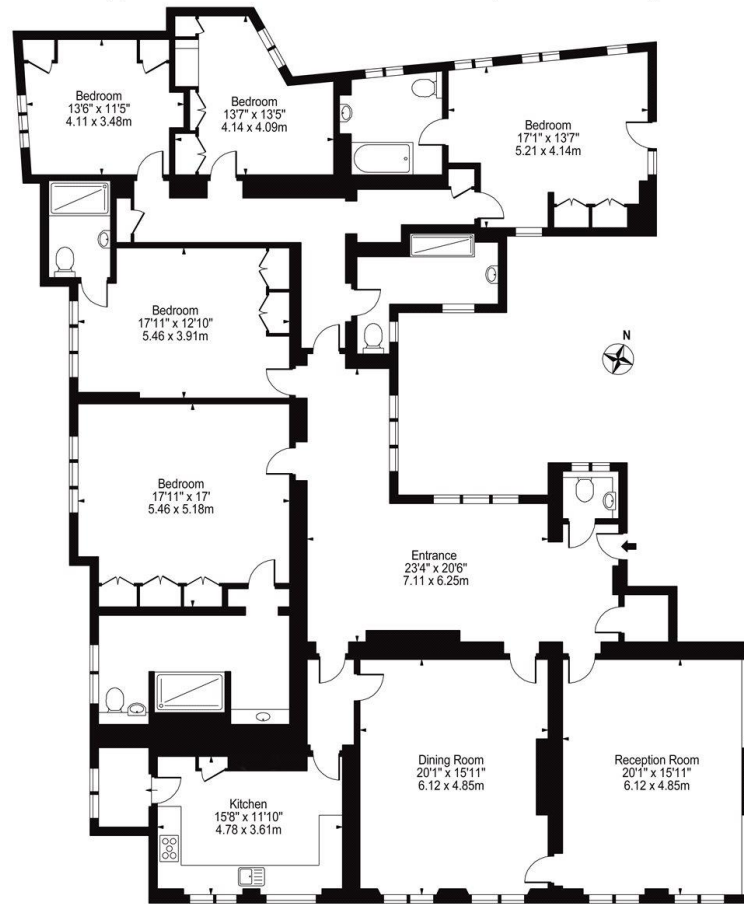 Bedroom
13'6" x 11'5"
4.11 x 3.48m
Bedroom
13'7" x 13'5"
4.14 x 4.09m
Bedroom
17'1" x 13'7"
5.21 x 4.14m
Bedroom
17'11" x 12'10"
5.46 x 3.91m
N
Bedroom
17'11" x 17'
5.46 x 5.18m
Entrance
23'4" x 20'6"
7.11 x 6.25m
Dining Room
20'1" x 15'11"
6.12 x 4.85m
Reception Room
20'1" x 15'11"
6.12 x 4.85m
Kitchen
15'8" x 11'10"
4.78 x 3.61m